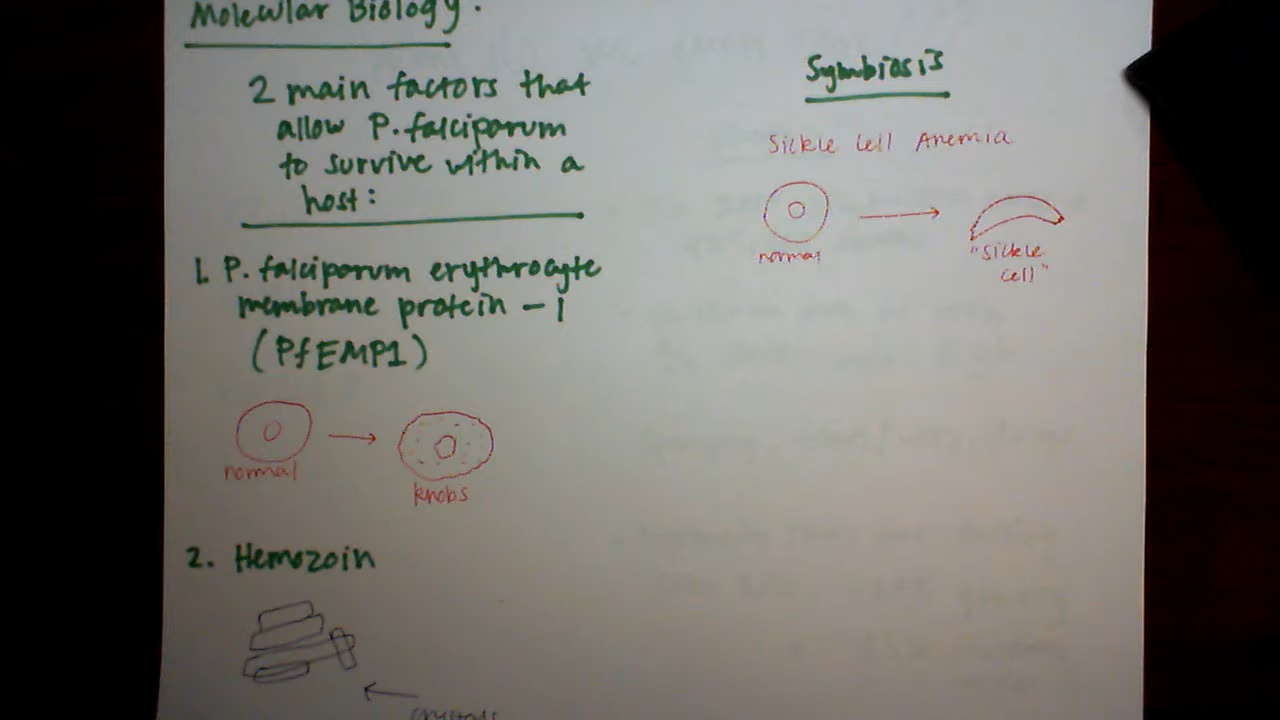 Molecular Biology.
2 main factors that
allow P. falciparum
to survive within a
host:
1. P. falciparum erythrocyte
membrane protein - 1
(PfEMP1)
normal
knobs
2. Hemozoin
crystals
Symbiosis
Sickle Cell Anemia
normal
"sickle
cell"